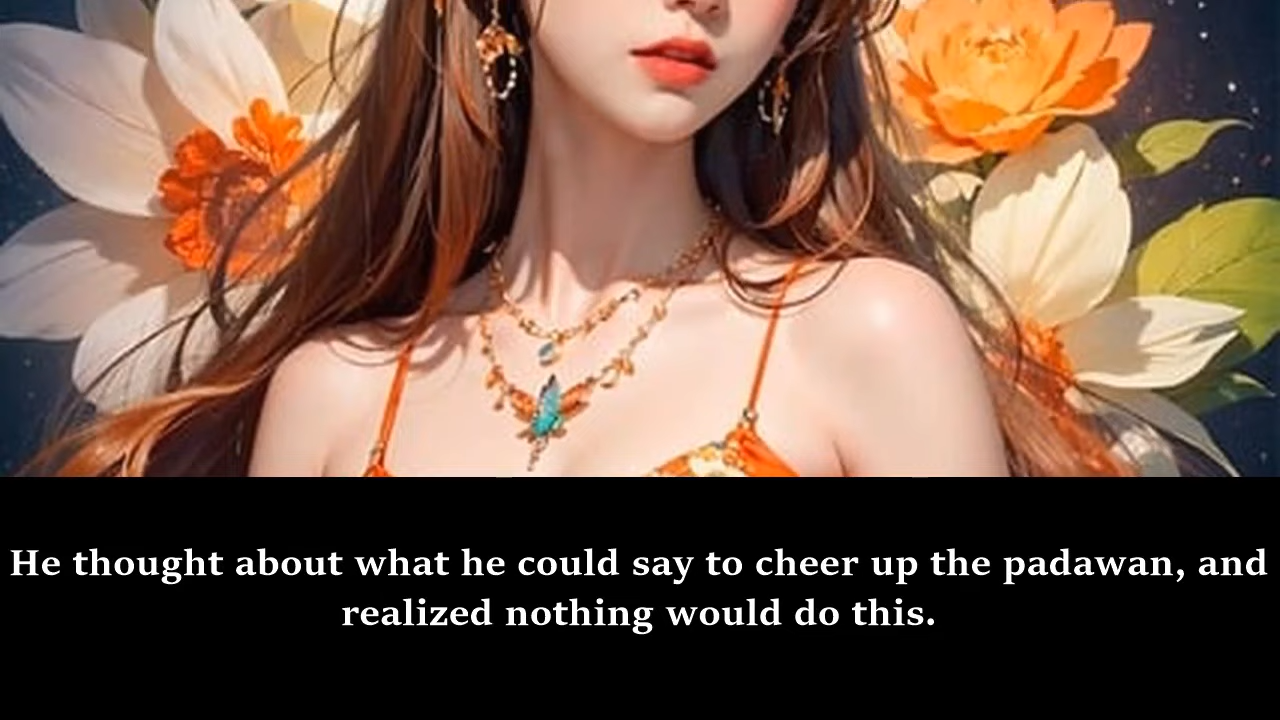 He thought about what he could say to cheer up the padawan, and
realized nothing would do this.